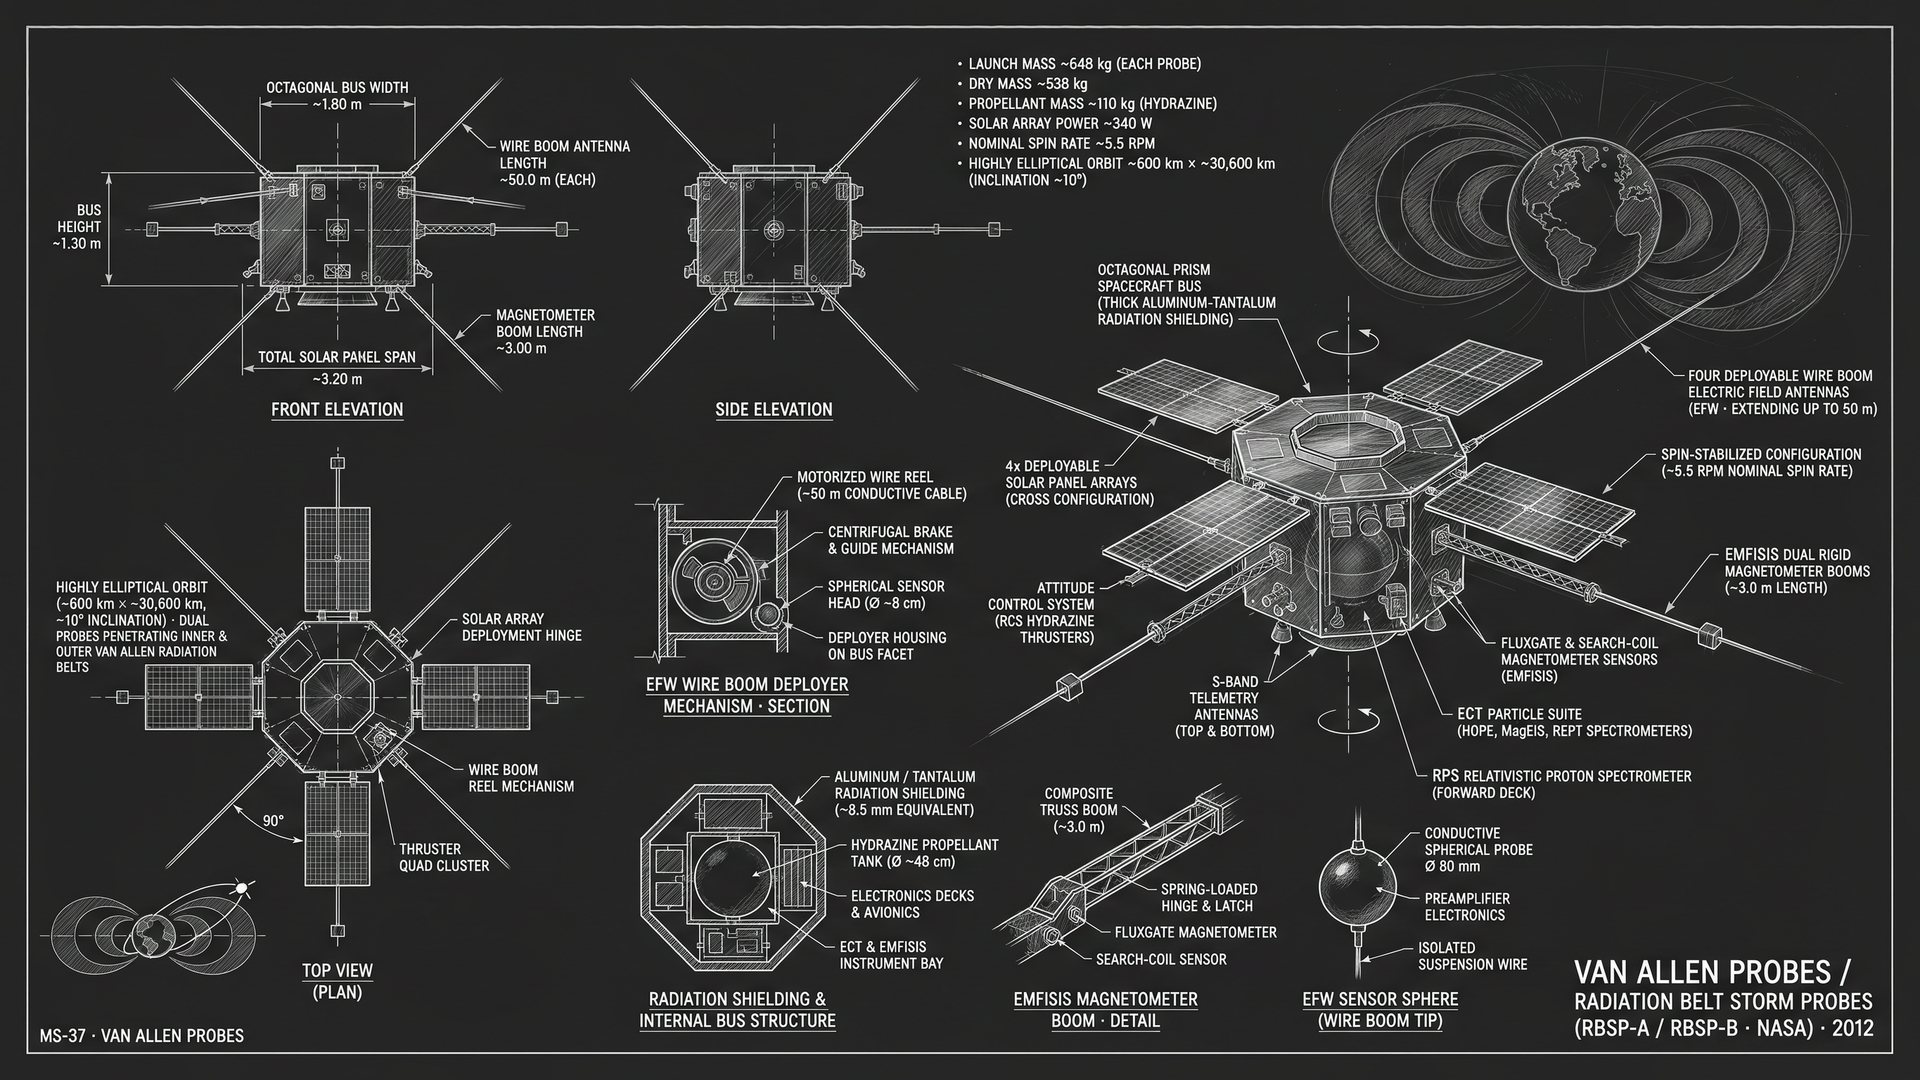 OCTAGONAL BUS WIDTH
~1.80 m
WIRE BOOM ANTENNA
LENGTH
~50.0 m (EACH)
BUS
HEIGHT
~1.30 m
MAGNETOMETER
BOOM LENGTH
~3.00 m
TOTAL SOLAR PANEL SPAN
~3.20 m
FRONT ELEVATION
SIDE ELEVATION
• LAUNCH MASS ~648 kg (EACH PROBE)
• DRY MASS ~538 kg
• PROPELLANT MASS ~110 kg (HYDRAZINE)
• SOLAR ARRAY POWER ~340 W
• NOMINAL SPIN RATE ~5.5 RPM
• HIGHLY ELLIPTICAL ORBIT ~600 km × ~30,600 km
(INCLINATION ~10°)
OCTAGONAL PRISM
SPACECRAFT BUS
(THICK ALUMINUM-TANTALUM
RADIATION SHIELDING)
FOUR DEPLOYABLE WIRE BOOM
ELECTRIC FIELD ANTENNAS
(EFW · EXTENDING UP TO 50 m)
4x DEPLOYABLE
SOLAR PANEL ARRAYS
(CROSS CONFIGURATION)
SPIN-STABILIZED CONFIGURATION
(~5.5 RPM NOMINAL SPIN RATE)
ATTITUDE
CONTROL SYSTEM
(RCS HYDRAZINE
THRUSTERS)
EMFISIS DUAL RIGID
MAGNETOMETER BOOMS
(~3.0 m LENGTH)
S-BAND
TELEMETRY
ANTENNAS
(TOP & BOTTOM)
FLUXGATE & SEARCH-COIL
MAGNETOMETER SENSORS
(EMFISIS)
ECT PARTICLE SUITE
(HOPE, MagEIS, REPT SPECTROMETERS)
RPS RELATIVISTIC PROTON SPECTROMETER
(FORWARD DECK)
MOTORIZED WIRE REEL
(~50 m CONDUCTIVE CABLE)
CENTRIFUGAL BRAKE
& GUIDE MECHANISM
SPHERICAL SENSOR
HEAD (Ø ~8 cm)
DEPLOYER HOUSING
ON BUS FACET
EFW WIRE BOOM DEPLOYER
MECHANISM · SECTION
HIGHLY ELLIPTICAL ORBIT
(~600 km × ~30,600 km,
~10° INCLINATION) · DUAL
PROBES PENETRATING INNER &
OUTER VAN ALLEN RADIATION
BELTS
SOLAR ARRAY
DEPLOYMENT HINGE
WIRE BOOM
REEL MECHANISM
90°
THRUSTER
QUAD CLUSTER
TOP VIEW
(PLAN)
ALUMINUM / TANTALUM
RADIATION SHIELDING
(~8.5 mm EQUIVALENT)
HYDRAZINE PROPELLANT
TANK (Ø ~48 cm)
ELECTRONICS DECKS
& AVIONICS
ECT & EMFISIS
INSTRUMENT BAY
RADIATION SHIELDING &
INTERNAL BUS STRUCTURE
COMPOSITE
TRUSS BOOM
(~3.0 m)
SPRING-LOADED
HINGE & LATCH
FLUXGATE MAGNETOMETER
SEARCH-COIL SENSOR
EMFISIS MAGNETOMETER
BOOM · DETAIL
CONDUCTIVE
SPHERICAL PROBE
Ø 80 mm
PREAMPLIFIER
ELECTRONICS
ISOLATED
SUSPENSION WIRE
EFW SENSOR SPHERE
(WIRE BOOM TIP)
MS-37 · VAN ALLEN PROBES
VAN ALLEN PROBES /
RADIATION BELT STORM PROBES
(RBSP-A / RBSP-B · NASA) · 2012